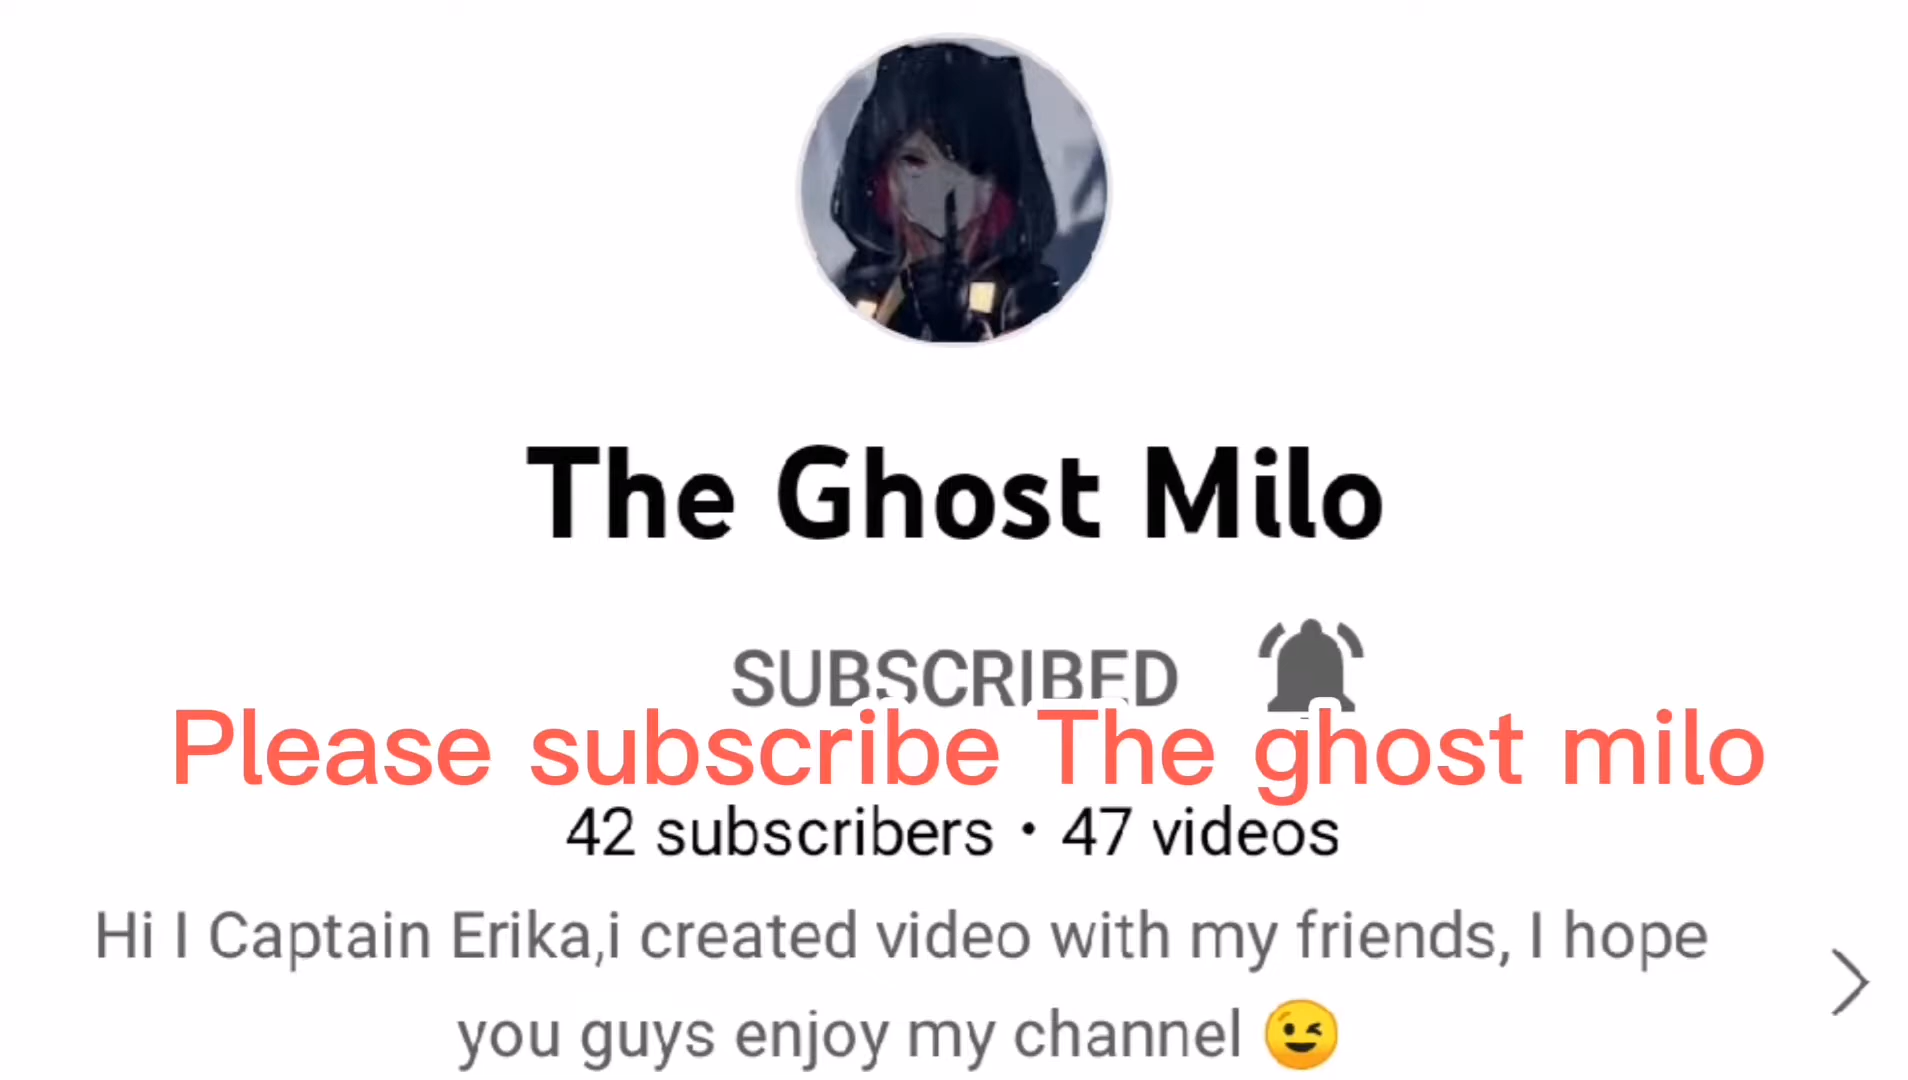 The Ghost Milo
SUBSCRIBED
Please subscribe The ghost milo
42 subscribers • 47 videos
Hi I Captain Erika,i created video with my friends, I hope
you guys enjoy my channel 😉